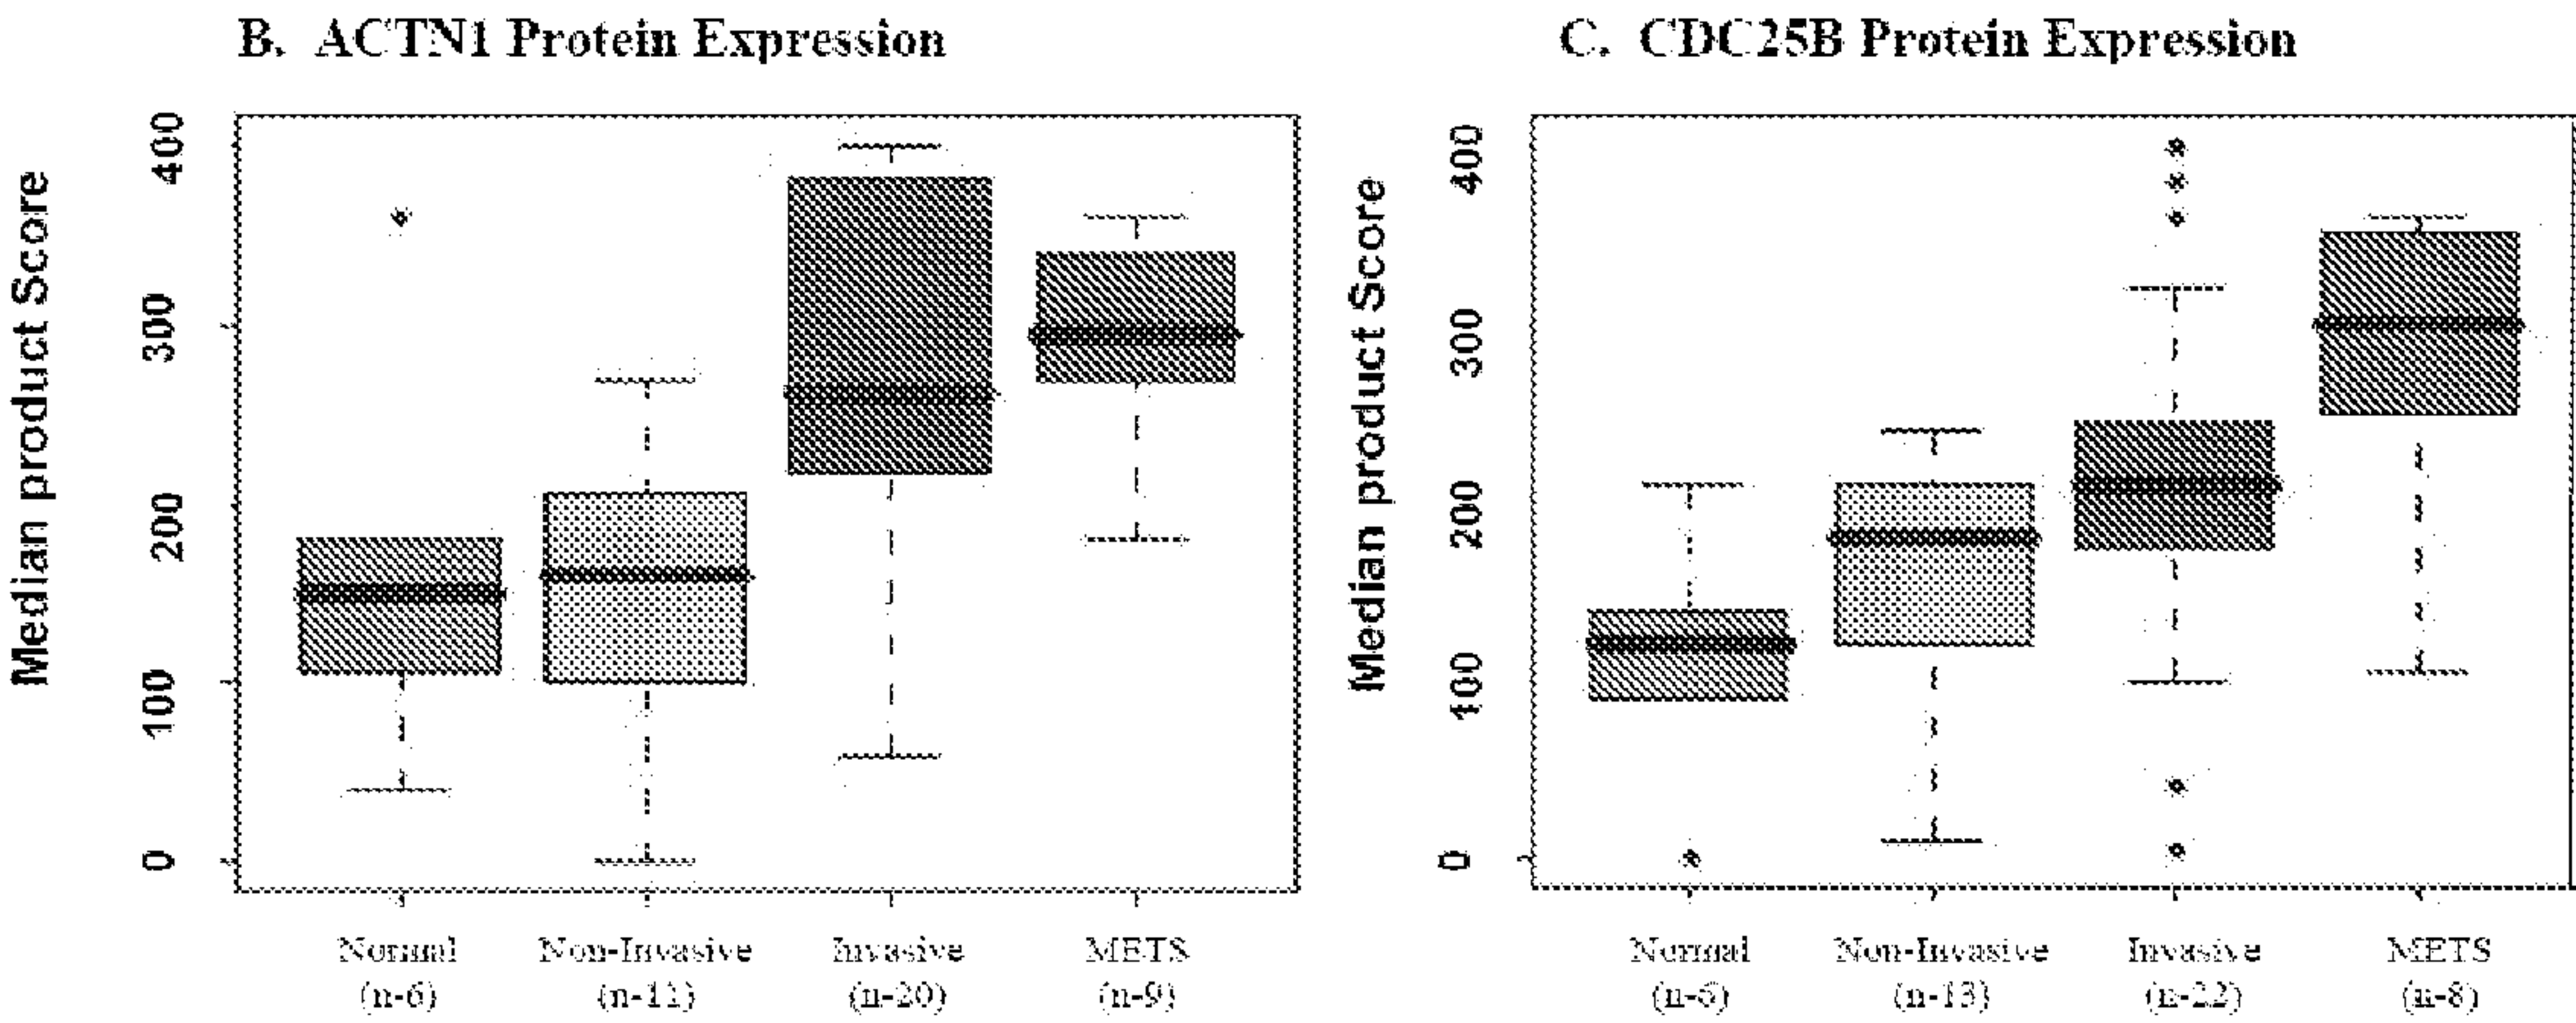 B. ACTN1 Protein Expression
Median product Score
400
300
200
100
0
Normal
(n-6)
Non-Invasive
(n-11)
Invasive
(n-20)
METS
(n-9)
C. CDC25B Protein Expression
Median product Score
400
300
200
100
0
Normal
Non-Invasive
(n-13)
Invasive
(n-22)
METS
(n-8)